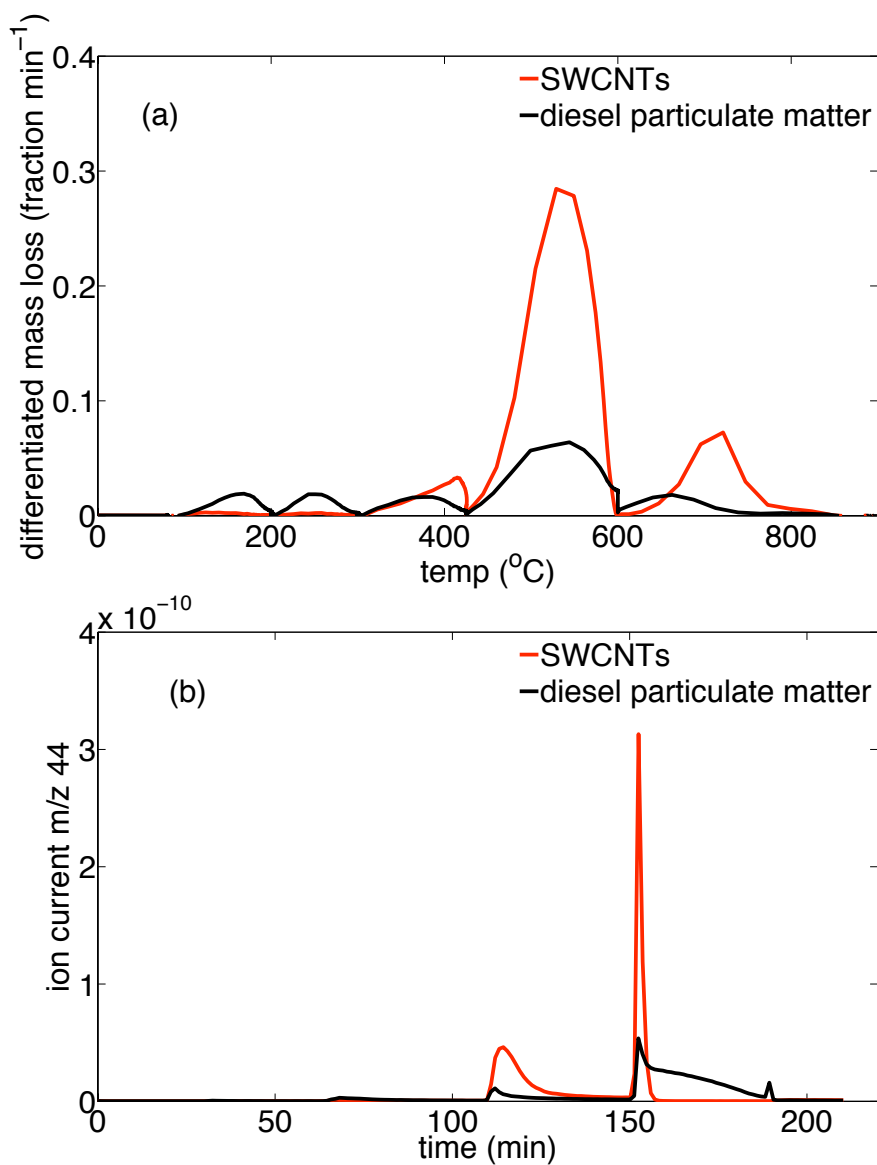 0.4
SWCNTs
diesel particulate matter
(a)
0.3
0.2
0.1
0
differentiated mass loss (fraction min⁻¹)
0 200 400 600 800
temp (°C)
x 10⁻¹⁰
4
SWCNTs
diesel particulate matter
(b)
3
2
1
0
ion current m/z 44
0 50 100 150 200
time (min)